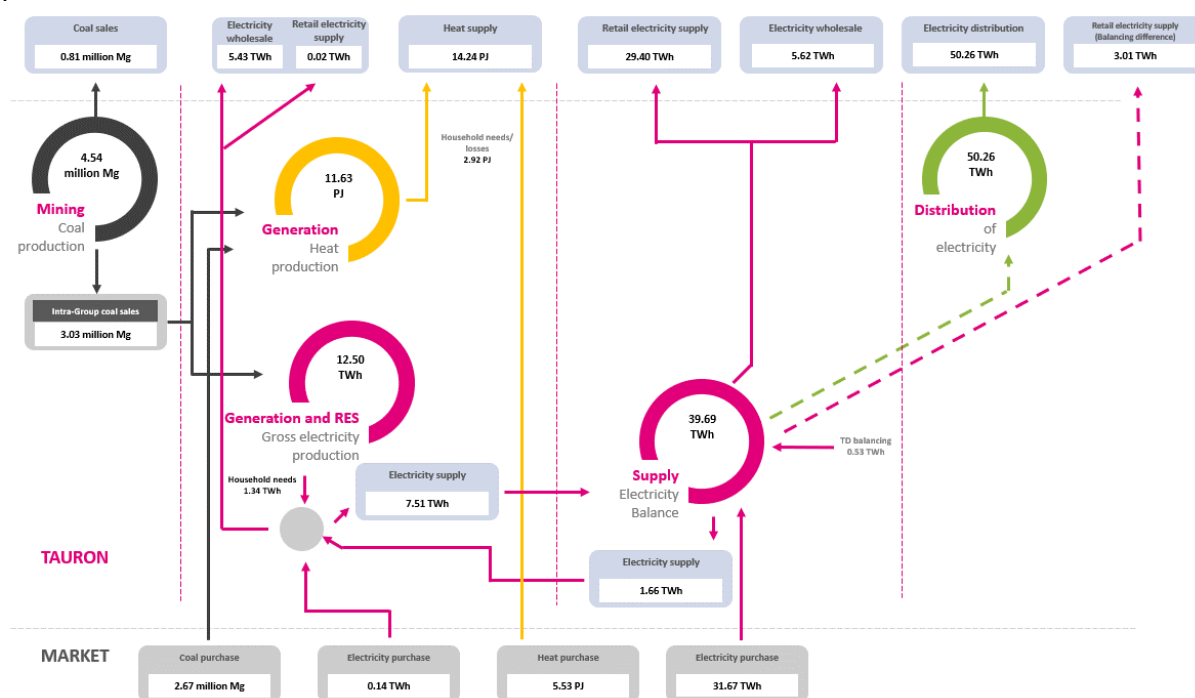 Coal sales
0.81 million Mg
Electricity
wholesale
5.43 TWh
Retail electricity
supply
0.02 TWh
Heat supply
14.24 PJ
Retail electricity supply
29.40 TWh
Electricity wholesale
5.62 TWh
Electricity distribution
50.26 TWh
Retail electricity supply
(Balancing difference)
3.01 TWh
4.54
million Mg
Mining
Coal
production
11.63
PJ
Generation
Heat
production
Household needs/
losses
2.92 PJ
50.26
TWh
Distribution
of
electricity
Intra-Group coal sales
3.03 million Mg
12.50
TWh
Generation and RES
Gross electricity
production
39.69
TWh
Supply
Electricity
Balance
TD balancing
0.53 TWh
Household needs
1.34 TWh
Electricity supply
7.51 TWh
Electricity supply
1.66 TWh
TAURON
MARKET
Coal purchase
2.67 million Mg
Electricity purchase
0.14 TWh
Heat purchase
5.53 PJ
Electricity purchase
31.67 TWh